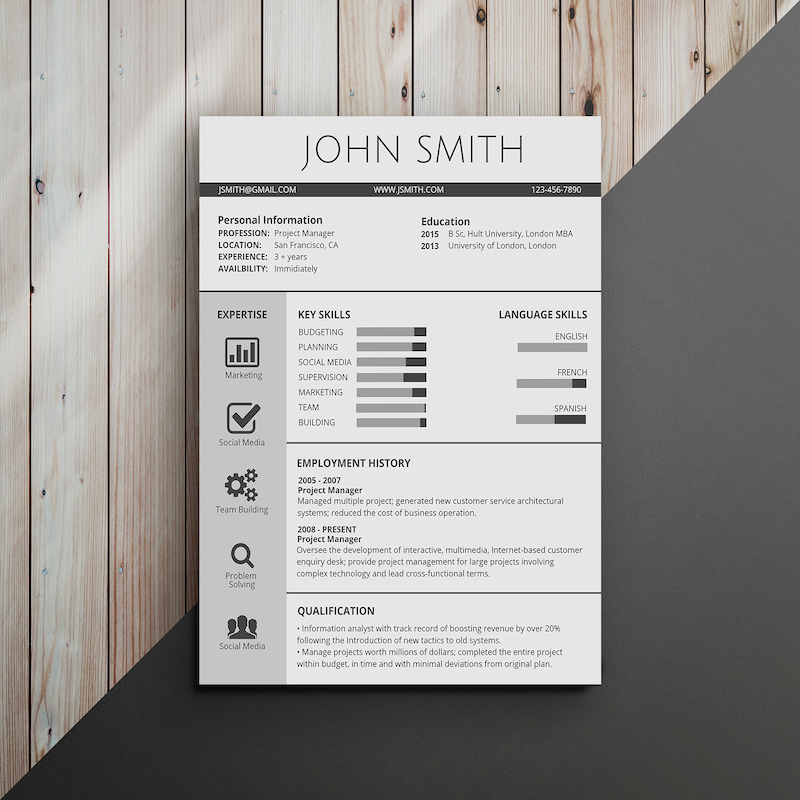 JOHN SMITH
JSMITH@GMAIL.COM WWW.JSMITH.COM 123-456-7890
Personal Information
PROFESSION: Project Manager
LOCATION: San Francisco, CA
EXPERIENCE: 3 + years
AVAILBILITY: Immidiately
Education
2015 B Sc, Hult University, London MBA
2013 University of London, London
EXPERTISE
Marketing
Social Media
Team Building
Problem
Solving
Social Media
KEY SKILLS
BUDGETING
PLANNING
SOCIAL MEDIA
SUPERVISION
MARKETING
TEAM
BUILDING
LANGUAGE SKILLS
ENGLISH
FRENCH
SPANISH
EMPLOYMENT HISTORY
2005 - 2007
Project Manager
Managed multiple project; generated new customer service architectural
systems; reduced the cost of business operation.
2008 - PRESENT
Project Manager
Oversee the development of interactive, multimedia, Internet-based customer
enquiry desk; provide project management for large projects involving
complex technology and lead cross-functional terms.
QUALIFICATION
• Information analyst with track record of boosting revenue by over 20%
following the Introduction of new tactics to old systems.
• Manage projects worth millions of dollars; completed the entire project
within budget, in time and with minimal deviations from original plan.